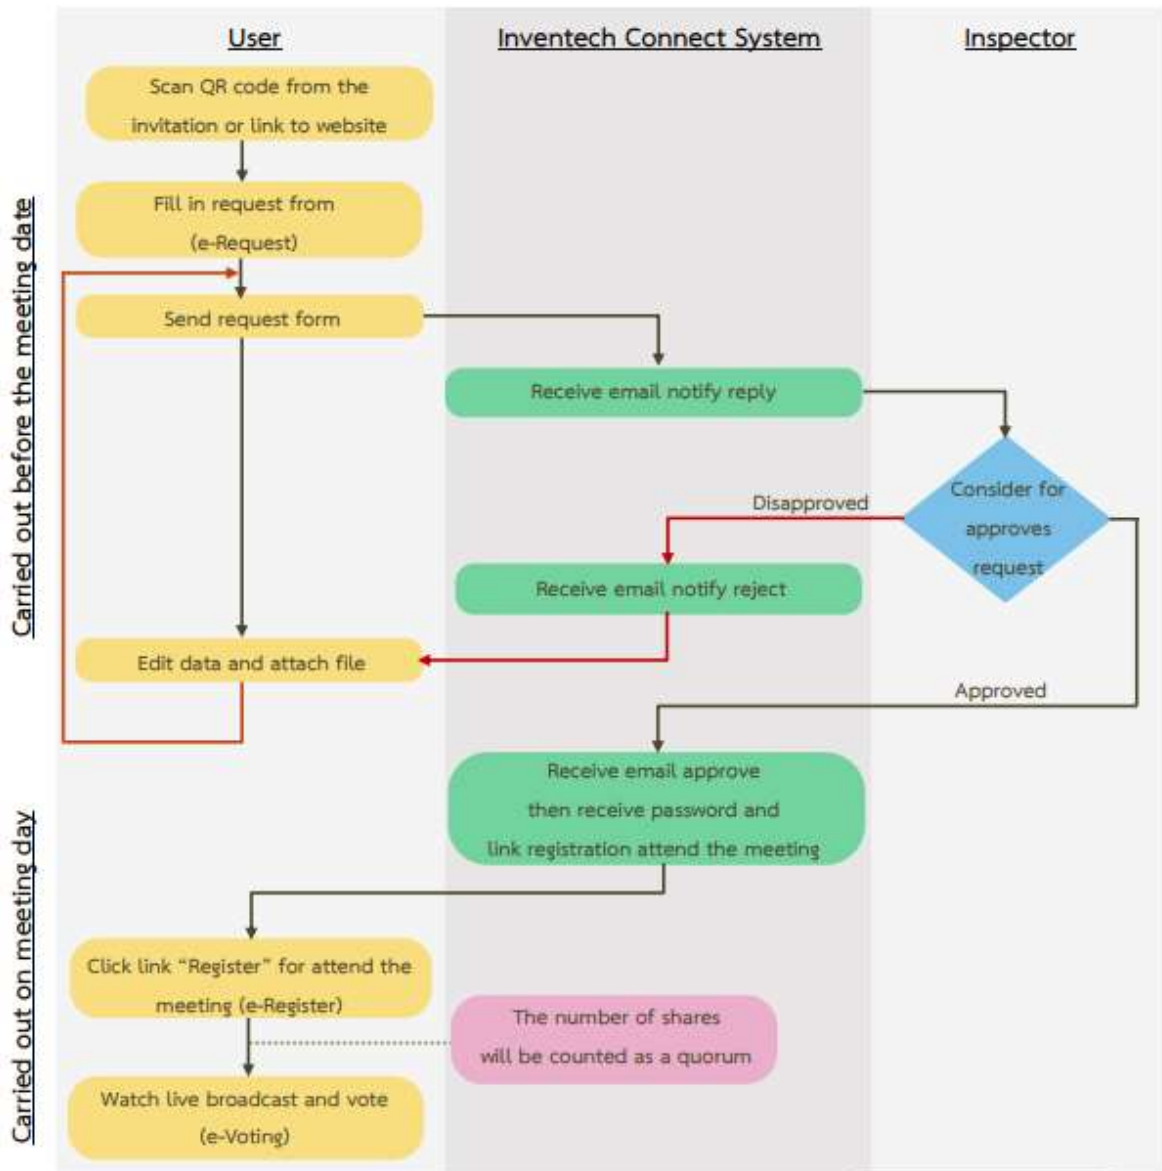 User
Inventech Connect System
Inspector
Scan QR code from the
invitation or link to website
Fill in request from
(e-Request)
Send request form
Receive email notify reply
Consider for
approves
request
Disapproved
Receive email notify reject
Edit data and attach file
Approved
Receive email approve
then receive password and
link registration attend the meeting
Click link “Register” for attend the
meeting (e-Register)
The number of shares
will be counted as a quorum
Watch live broadcast and vote
(e-Voting)
Carried out before the meeting date
Carried out on meeting day